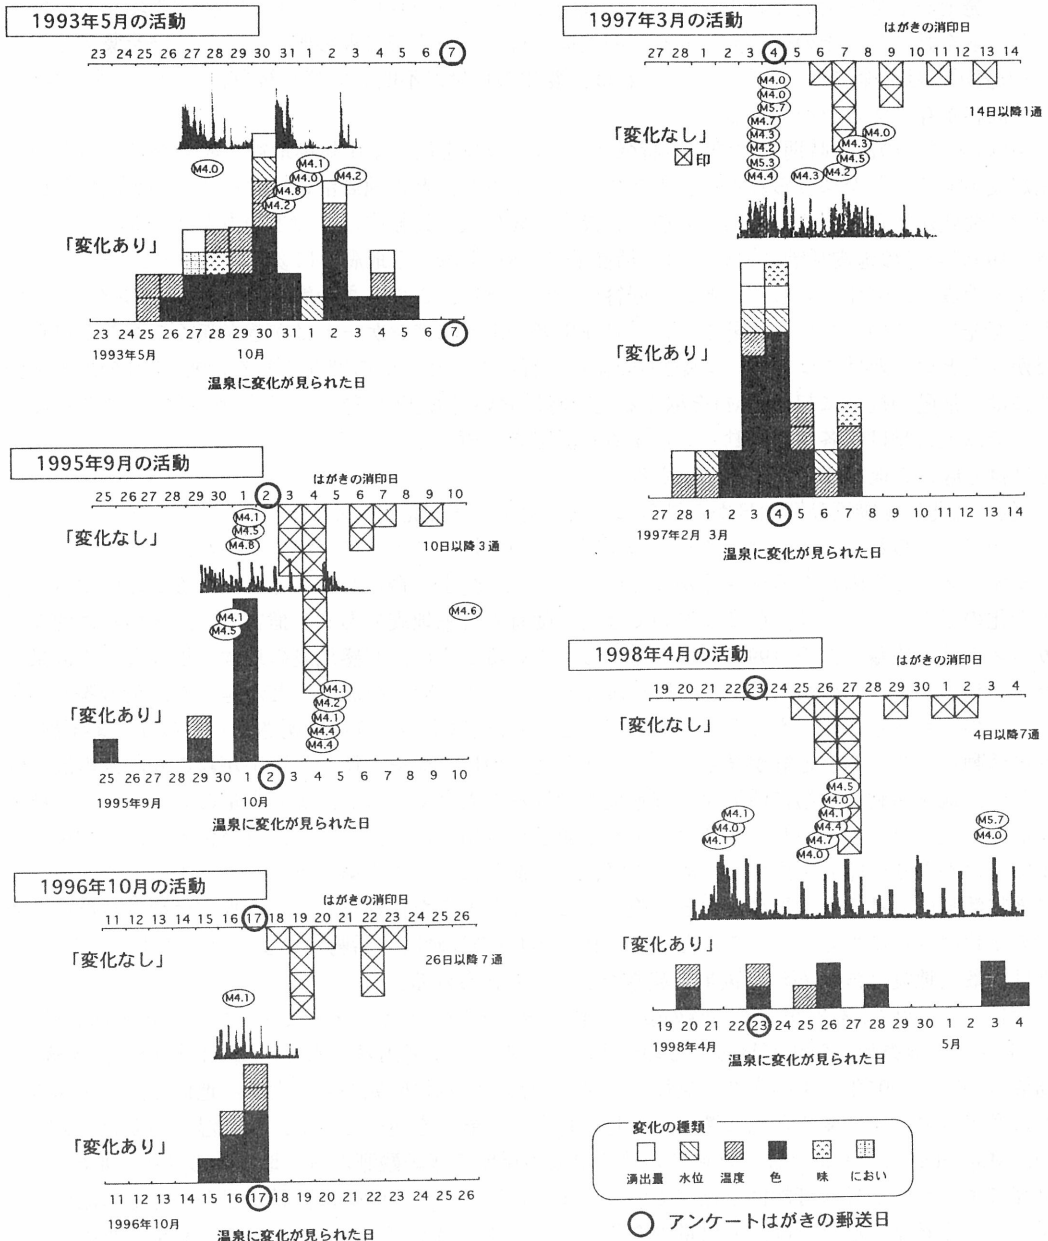 1993年5月の活動
23 24 25 26 27 28 29 30 31 1 2 3 4 5 6 7
M4.0
M4.1
M4.0
M4.8
M4.2
M4.2
「変化あり」
23 24 25 26 27 28 29 30 31 1 2 3 4 5 6 7
1993年5月 10月
温泉に変化が見られた日
1995年9月の活動
はがきの消印日
25 26 27 28 29 30 1 2 3 4 5 6 7 8 9 10
「変化なし」
M4.1
M4.5
M4.8
10日以降3通
M4.1
M4.5
M4.6
「変化あり」
M4.1
M4.2
M4.1
M4.4
M4.4
25 26 27 28 29 30 1 2 3 4 5 6 7 8 9 10
1995年9月 10月
温泉に変化が見られた日
1996年10月の活動
はがきの消印日
11 12 13 14 15 16 17 18 19 20 21 22 23 24 25 26
「変化なし」
26日以降7通
M4.1
「変化あり」
11 12 13 14 15 16 17 18 19 20 21 22 23 24 25 26
1996年10月
温泉に変化が見られた日
1997年3月の活動
はがきの消印日
27 28 1 2 3 4 5 6 7 8 9 10 11 12 13 14
「変化なし」
印
14日以降1通
M4.0
M4.0
M5.7
M4.7
M4.3
M4.2
M5.3
M4.4
M4.3
M4.0
M4.3
M4.5
M4.2
「変化あり」
27 28 1 2 3 4 5 6 7 8 9 10 11 12 13 14
1997年2月 3月
温泉に変化が見られた日
1998年4月の活動
はがきの消印日
19 20 21 22 23 24 25 26 27 28 29 30 1 2 3 4
「変化なし」
4日以降7通
M4.1
M4.0
M4.1
M4.5
M4.0
M4.1
M4.4
M4.7
M4.0
M5.7
M4.0
「変化あり」
19 20 21 22 23 24 25 26 27 28 29 30 1 2 3 4
1998年4月 5月
温泉に変化が見られた日
変化の種類
湧出量 水位 温度 色 味 におい
アンケートはがきの郵送日